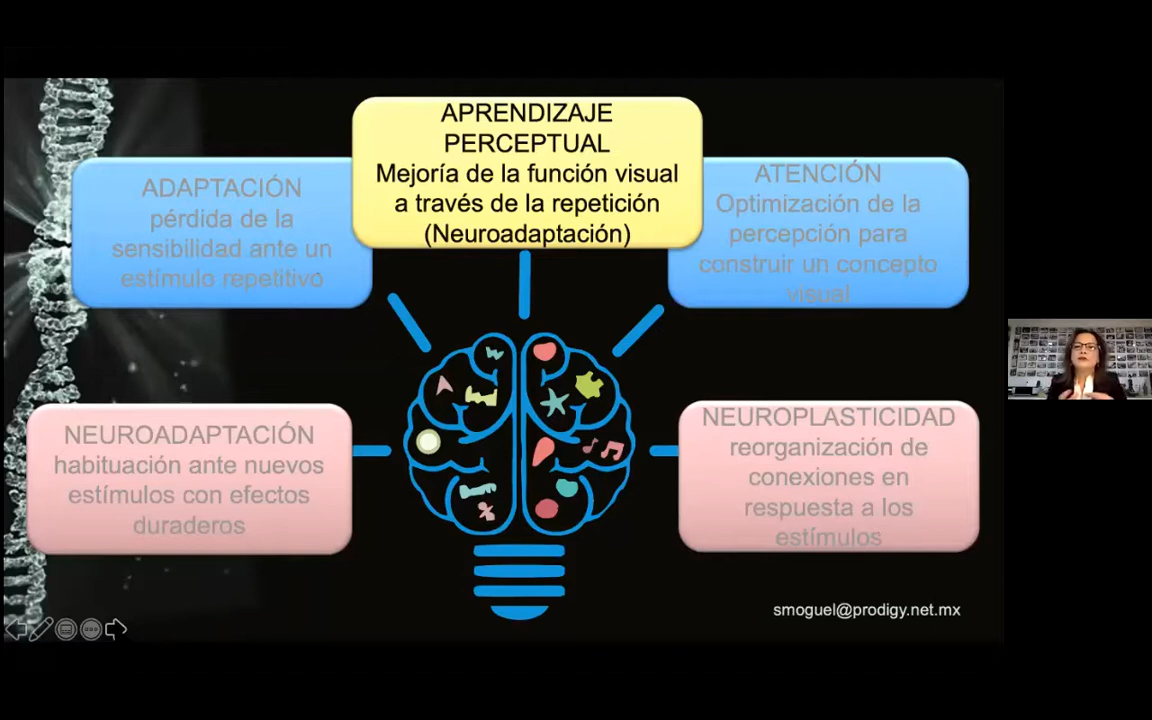 APRENDIZAJE
PERCEPTUAL
Mejoría de la función visual
a través de la repetición
(Neuroadaptación)
ADAPTACIÓN
pérdida de la
sensibilidad ante un
estímulo repetitivo
ATENCIÓN
Optimización de la
percepción para
construir un concepto
visual
NEUROADAPTACIÓN
habituación ante nuevos
estímulos con efectos
duraderos
NEUROPLASTICIDAD
reorganización de
conexiones en
respuesta a los
estímulos
smoguel@prodigy.net.mx